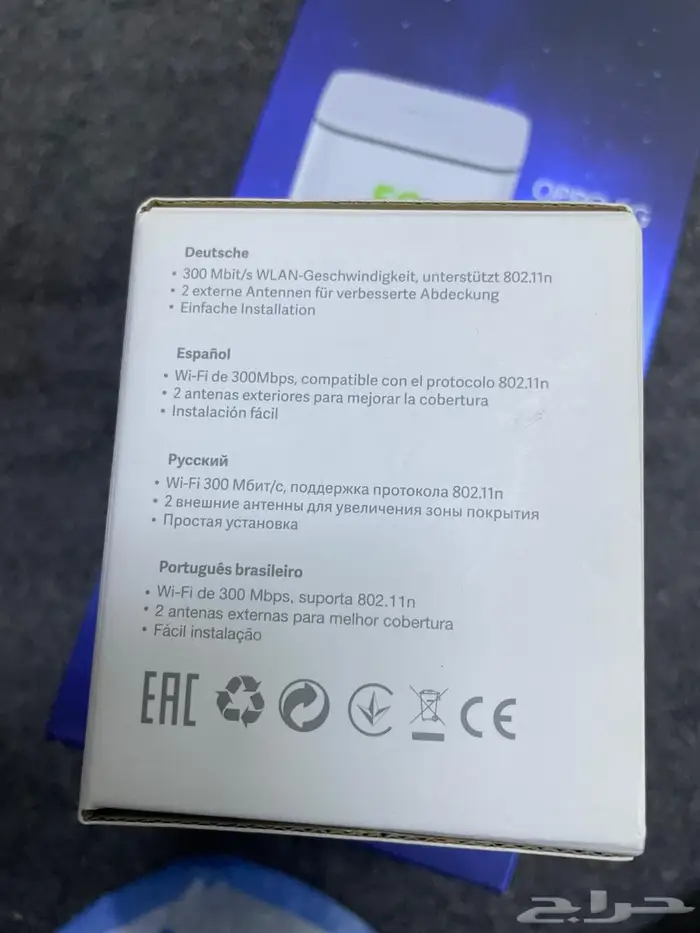 5G
Deutsche
• 300 Mbit/s WLAN-Geschwindigkeit, unterstützt 802.11n
• 2 externe Antennen für verbesserte Abdeckung
• Einfache Installation
Español
• Wi-Fi de 300Mbps, compatible con el protocolo 802.11n
• 2 antenas exteriores para mejorar la cobertura
• Instalación fácil
Русский
• Wi-Fi 300 Мбит/с, поддержка протокола 802.11n
• 2 внешние антенны для увеличения зоны покрытия
• Простая установка
Português brasileiro
• Wi-Fi de 300 Mbps, suporta 802.11n
• 2 antenas externas para melhor cobertura
• Fácil instalação
EAC
CE
حراج